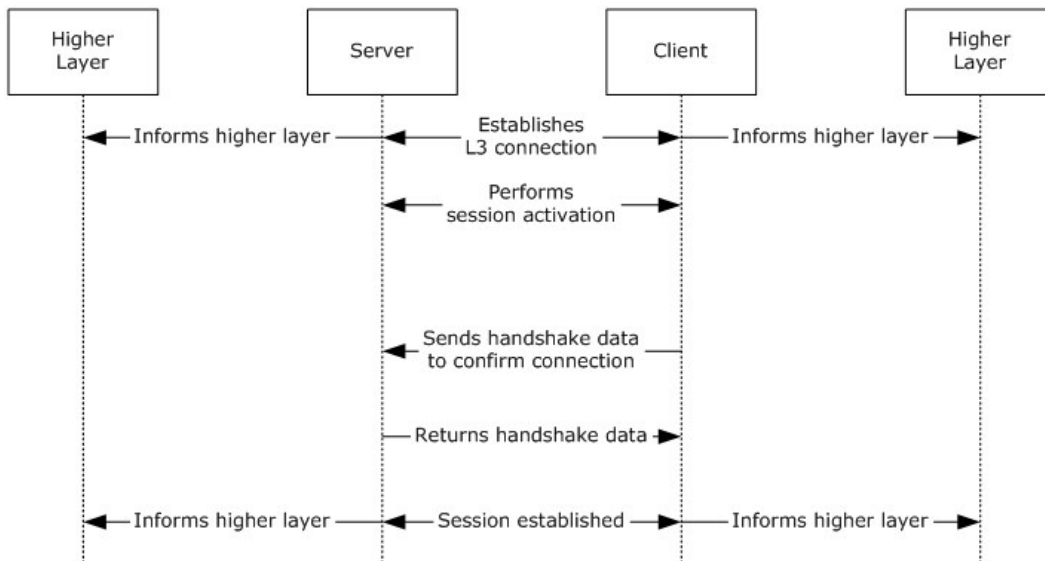 Higher
Layer
Server
Client
Higher
Layer
Informs higher layer
Establishes
L3 connection
Informs higher layer
Performs
session activation
Sends handshake data
to confirm connection
Returns handshake data
Informs higher layer
Session established
Informs higher layer